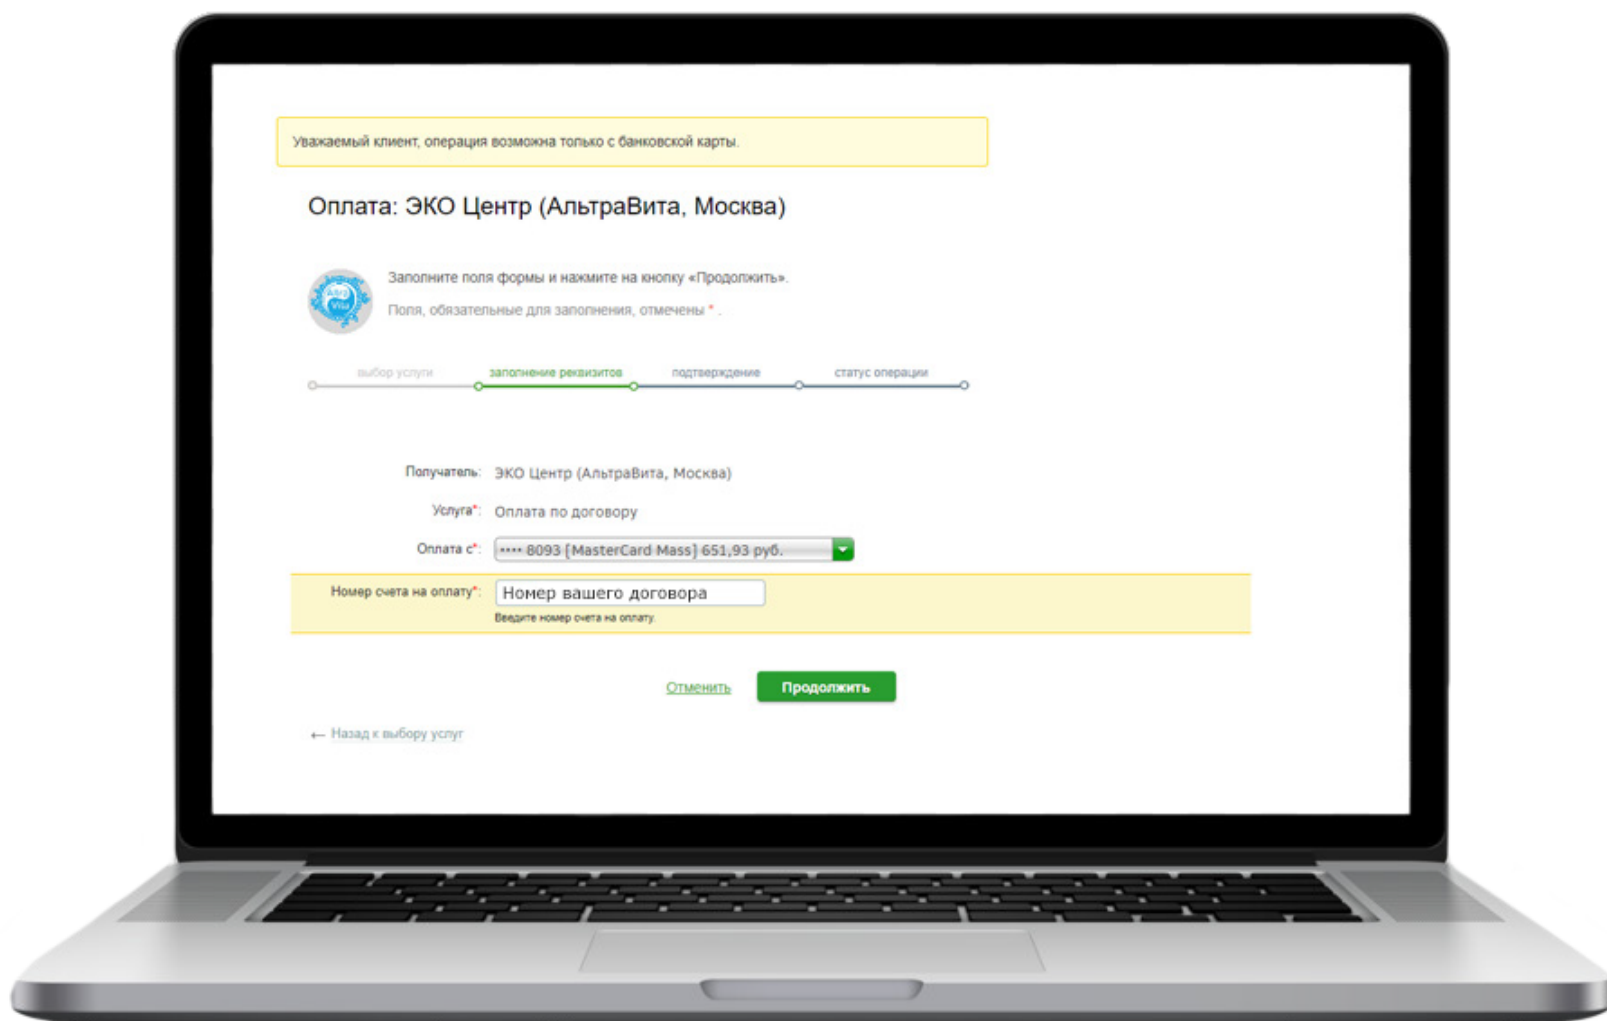 Уважаемый клиент, операция возможна только с банковской карты.
Оплата: ЭКО Центр (АльтраВита, Москва)
Заполните поля формы и нажмите на кнопку «Продолжить».
Поля, обязательные для заполнения, отмечены * .
выбор услуги заполнение реквизитов подтверждение статус операции
Получатель: ЭКО Центр (АльтраВита, Москва)
Услуга*: Оплата по договору
Оплата с*: •••• 8093 [MasterCard Mass] 651,93 руб.
Номер счета на оплату*: Номер вашего договора
Введите номер счета на оплату.
Отменить Продолжить
← Назад к выбору услуг